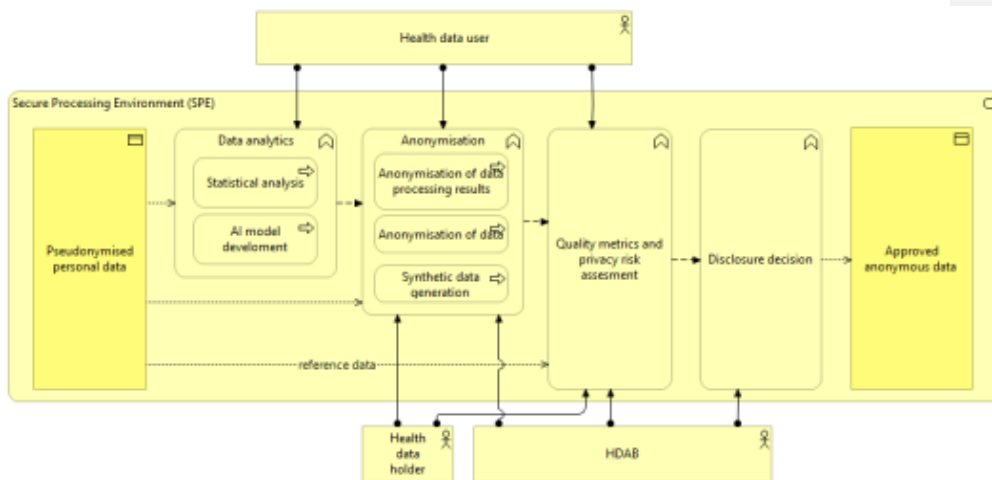 Health data user
Secure Processing Environment (SPE)
Data analytics
Statistical analysis
AI model
develoment
Anonymisation
Anonymisation of data
processing results
Anonymisation of data
Synthetic data
generation
Pseudonymised
personal data
Quality metrics and
privacy risk
assesment
Disclosure decision
Approved
anonymous data
reference data
Health
data
holder
HDAB